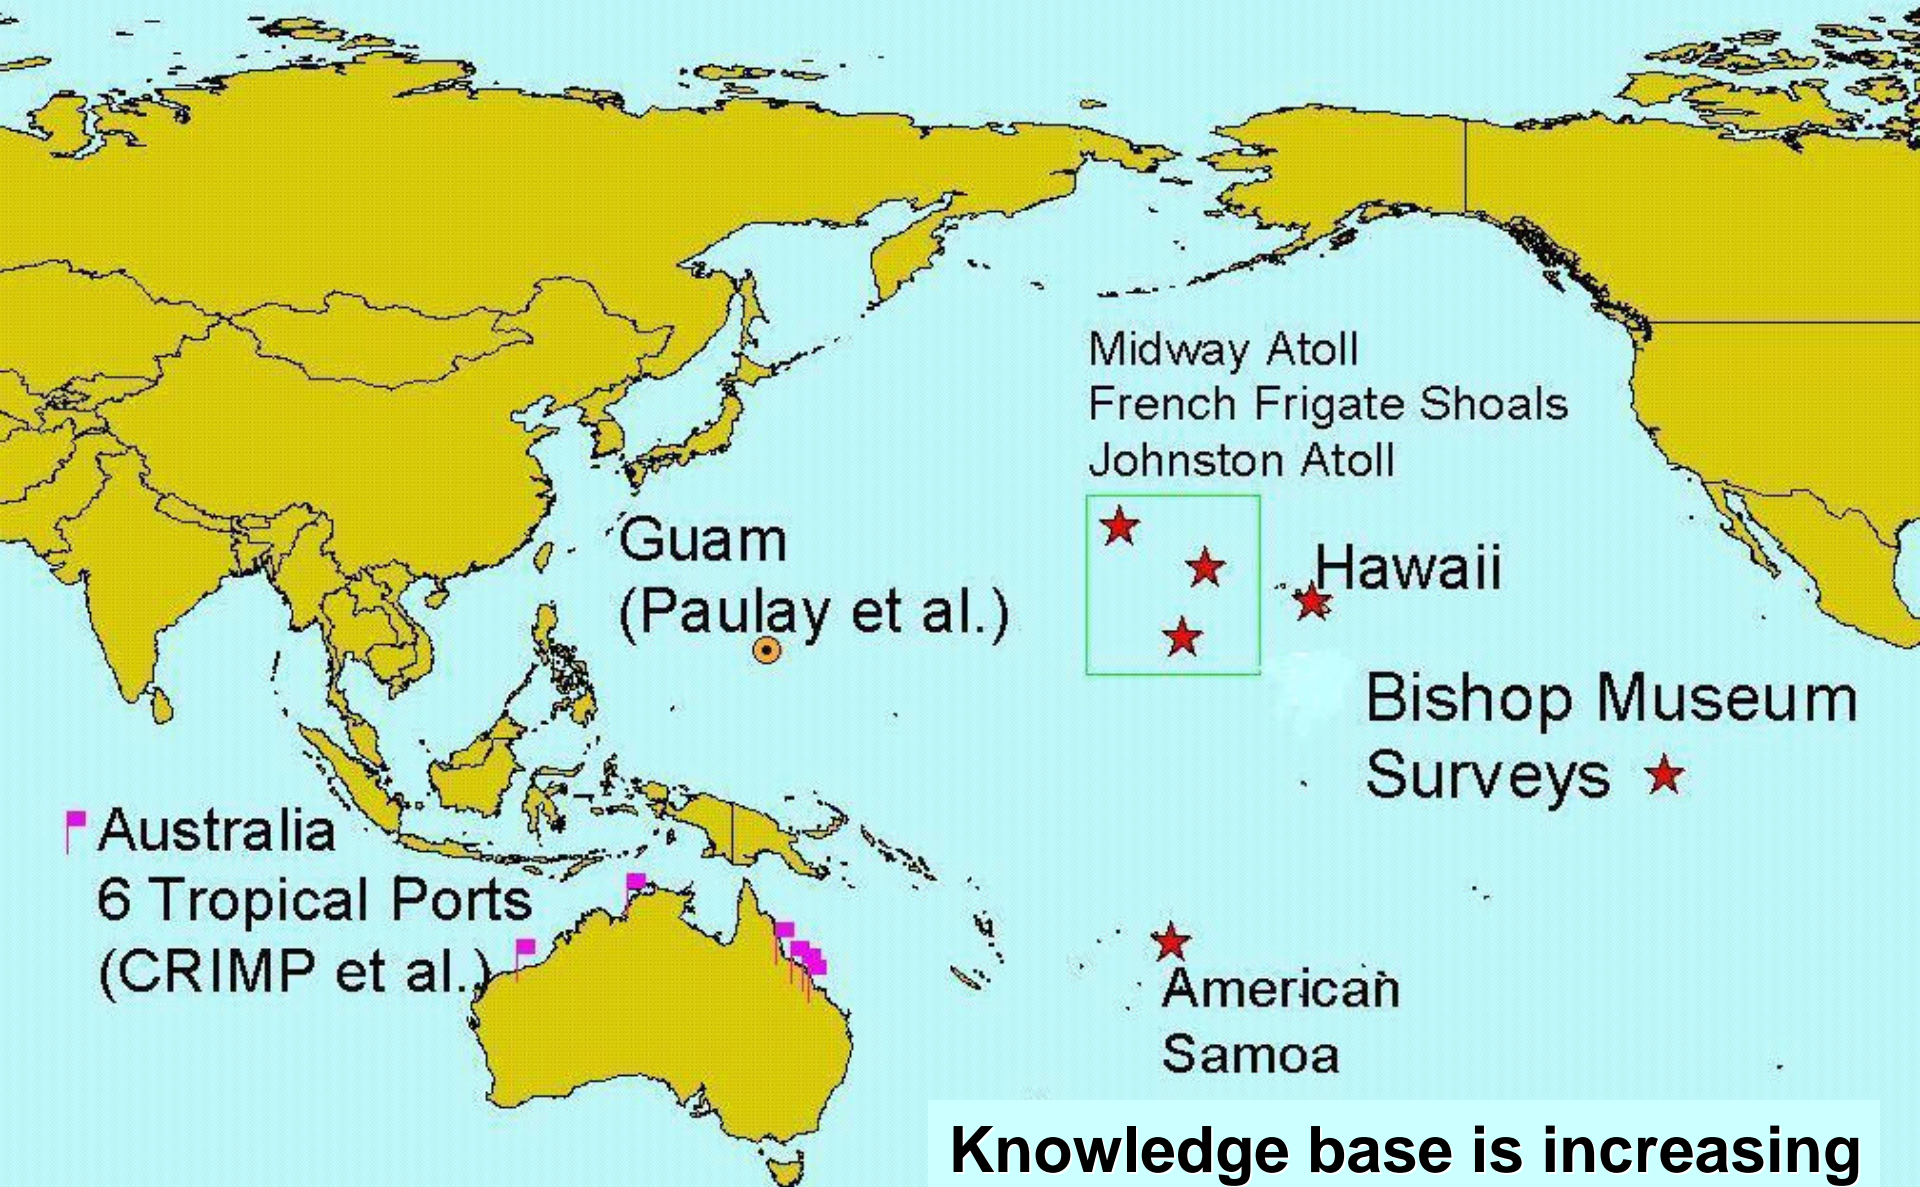 Midway Atoll
French Frigate Shoals
Johnston Atoll
Guam
(Paulay et al.)
Hawaii
Bishop Museum
Surveys
Australia
6 Tropical Ports
(CRIMP et al.)
American
Samoa
Knowledge base is increasing